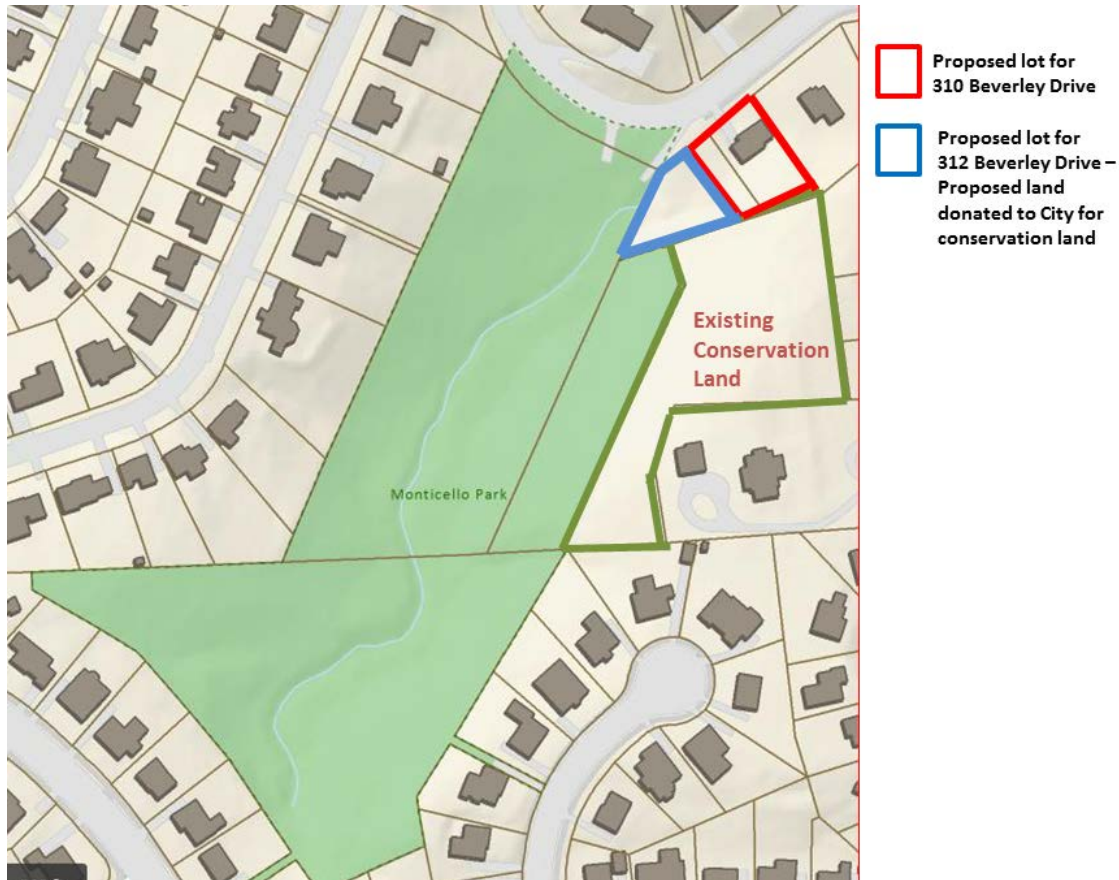 Proposed lot for
310 Beverley Drive
Proposed lot for
312 Beverley Drive –
Proposed land
donated to City for
conservation land
Existing
Conservation
Land
Monticello Park